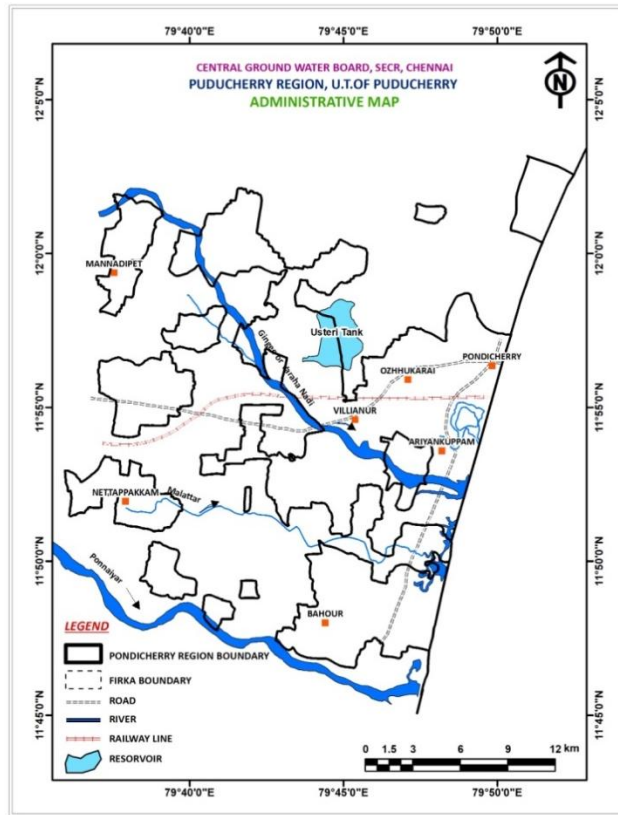 79°40'0"E
79°45'0"E
79°50'0"E
CENTRAL GROUND WATER BOARD, SECR, CHENNAI
PUDUCHERRY REGION, U.T.OF PUDUCHERRY
ADMINISTRATIVE MAP
N
12°5'0"N
12°5'0"N
12°0'0"N
12°0'0"N
MANNADIPET
Usteri Tank
PONDICHERRY
OZHHUKARAI
11°55'0"N
11°55'0"N
VILLIANUR
ARIYANKUPPAM
NETTAPPAKKAM
Malattar
11°50'0"N
11°50'0"N
Ponnaiyar
BAHOUR
LEGEND
PONDICHERRY REGION BOUNDARY
FIRKA BOUNDARY
ROAD
RIVER
RAILWAY LINE
RESERVOIR
0 1.5 3 6 9 12 km
11°45'0"N
11°45'0"N
79°40'0"E
79°45'0"E
79°50'0"E